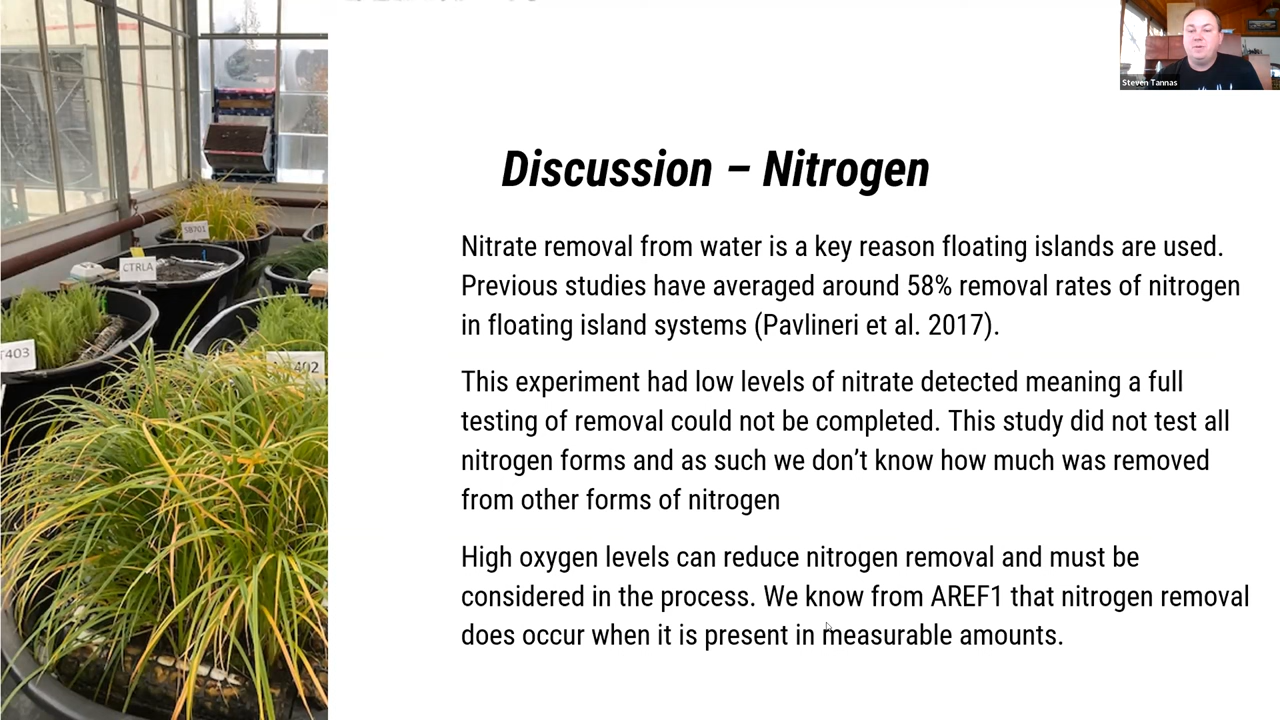 Steven Tannas
Discussion – Nitrogen
Nitrate removal from water is a key reason floating islands are used.
Previous studies have averaged around 58% removal rates of nitrogen
in floating island systems (Pavlineri et al. 2017).
This experiment had low levels of nitrate detected meaning a full
testing of removal could not be completed. This study did not test all
nitrogen forms and as such we don’t know how much was removed
from other forms of nitrogen
High oxygen levels can reduce nitrogen removal and must be
considered in the process. We know from AREF1 that nitrogen removal
does occur when it is present in measurable amounts.
SB701
CTRLA
T403
402